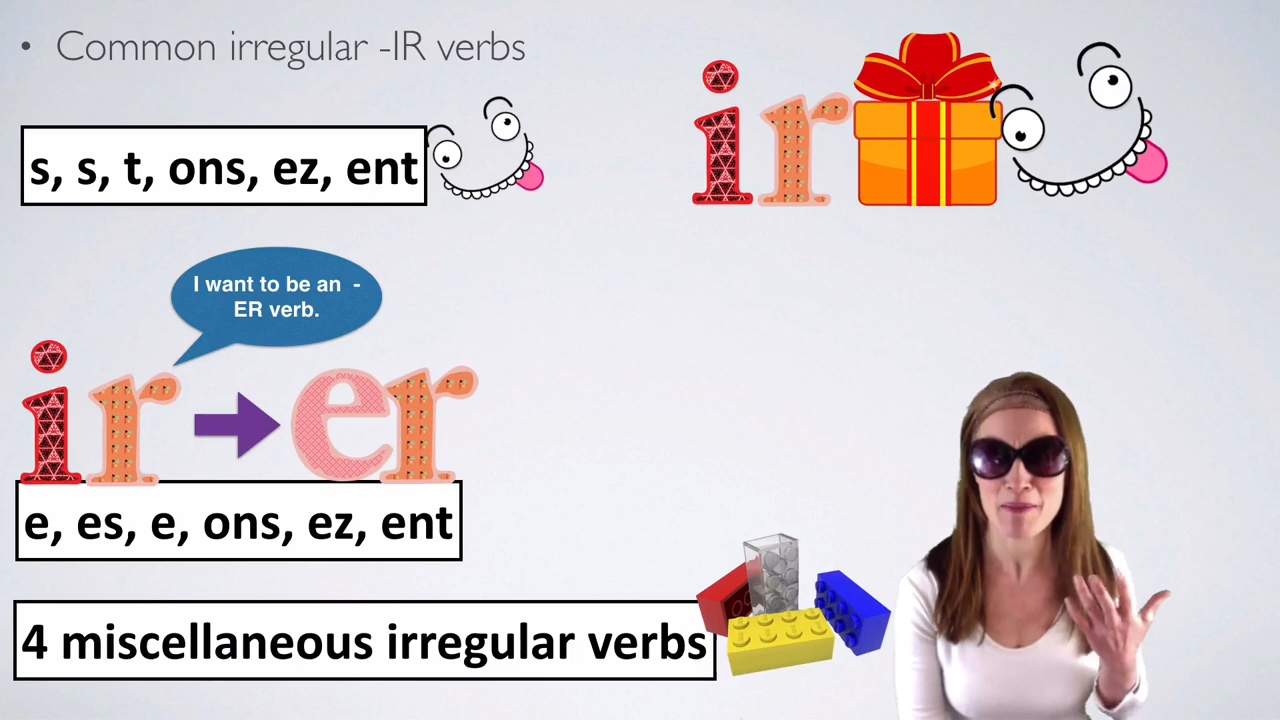 • Common irregular -IR verbs
ir
s, s, t, ons, ez, ent
I want to be an -
ER verb.
ir er
e, es, e, ons, ez, ent
4 miscellaneous irregular verbs